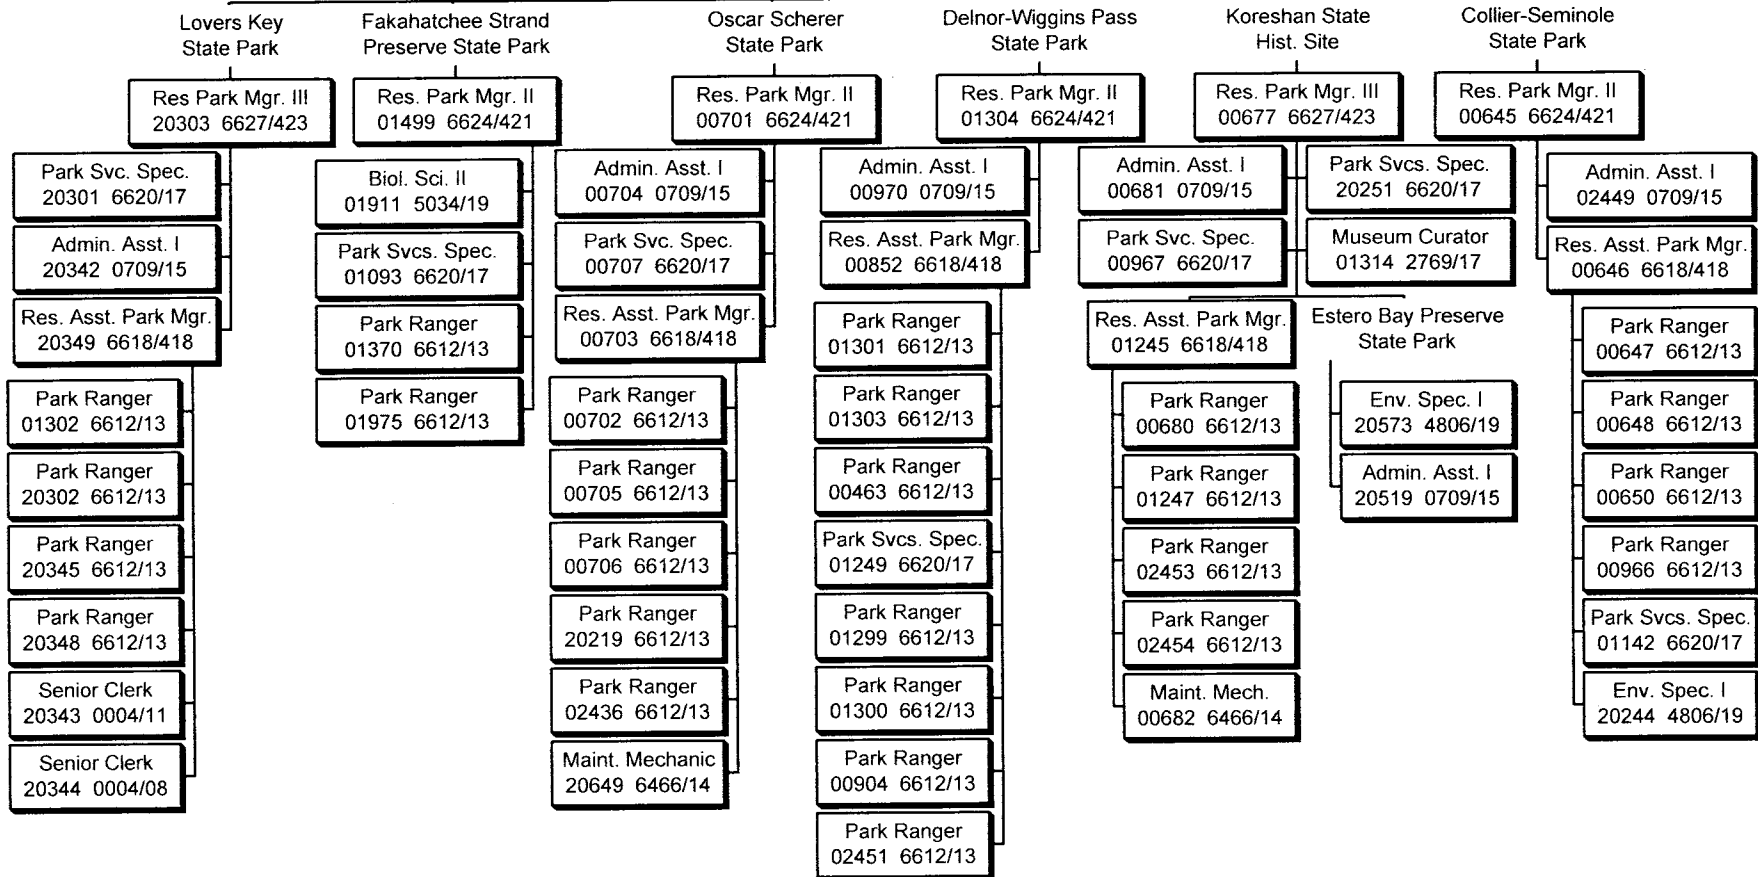 Lovers Key
State Park
Res Park Mgr. III
20303 6627/423
Park Svc. Spec.
20301 6620/17
Admin. Asst. I
20342 0709/15
Res. Asst. Park Mgr.
20349 6618/418
Park Ranger
01302 6612/13
Park Ranger
20302 6612/13
Park Ranger
20345 6612/13
Park Ranger
20348 6612/13
Senior Clerk
20343 0004/11
Senior Clerk
20344 0004/08
Fakahatchee Strand
Preserve State Park
Res. Park Mgr. II
01499 6624/421
Biol. Sci. II
01911 5034/19
Park Svcs. Spec.
01093 6620/17
Park Ranger
01370 6612/13
Park Ranger
01975 6612/13
Oscar Scherer
State Park
Res. Park Mgr. II
00701 6624/421
Admin. Asst. I
00704 0709/15
Park Svc. Spec.
00707 6620/17
Res. Asst. Park Mgr.
00703 6618/418
Park Ranger
00702 6612/13
Park Ranger
00705 6612/13
Park Ranger
00706 6612/13
Park Ranger
20219 6612/13
Park Ranger
02436 6612/13
Maint. Mechanic
20649 6466/14
Delnor-Wiggins Pass
State Park
Res. Park Mgr. II
01304 6624/421
Admin. Asst. I
00970 0709/15
Res. Asst. Park Mgr.
00852 6618/418
Park Ranger
01301 6612/13
Park Ranger
01303 6612/13
Park Ranger
00463 6612/13
Park Svcs. Spec.
01249 6620/17
Park Ranger
01299 6612/13
Park Ranger
01300 6612/13
Park Ranger
00904 6612/13
Park Ranger
02451 6612/13
Koreshan State
Hist. Site
Res. Park Mgr. III
00677 6627/423
Admin. Asst. I
00681 0709/15
Park Svcs. Spec.
20251 6620/17
Park Svc. Spec.
00967 6620/17
Museum Curator
01314 2769/17
Res. Asst. Park Mgr.
01245 6618/418
Park Ranger
00680 6612/13
Park Ranger
01247 6612/13
Park Ranger
02453 6612/13
Park Ranger
02454 6612/13
Maint. Mech.
00682 6466/14
Estero Bay Preserve
State Park
Env. Spec. I
20573 4806/19
Admin. Asst. I
20519 0709/15
Collier-Seminole
State Park
Res. Park Mgr. II
00645 6624/421
Admin. Asst. I
02449 0709/15
Res. Asst. Park Mgr.
00646 6618/418
Park Ranger
00647 6612/13
Park Ranger
00648 6612/13
Park Ranger
00650 6612/13
Park Ranger
00966 6612/13
Park Svcs. Spec.
01142 6620/17
Env. Spec. I
20244 4806/19